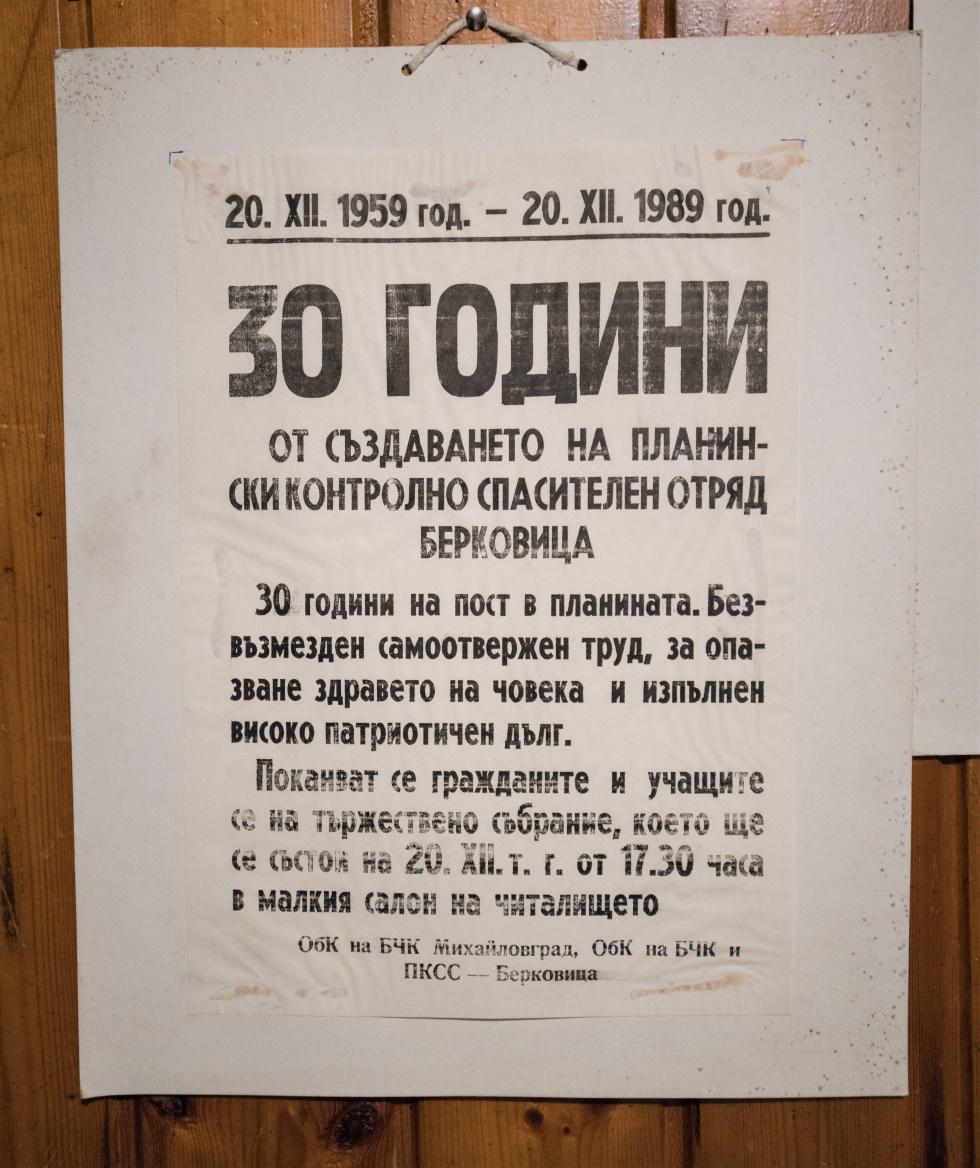 20. XII. 1959 год. – 20. XII. 1989 год.
30 ГОДИНИ
ОТ СЪЗДАВАНЕТО НА ПЛАНИН-
СКИ КОНТРОЛНО СПАСИТЕЛЕН ОТРЯД
БЕРКОВИЦА
30 години на пост в планината. Без-
възмезден самоотвержен труд, за опа-
зване здравето на човека и изпълнен
високо патриотичен дълг.
Поканват се гражданите и учащите
се на тържествено събрание, което ще
се състои на 20. XII. т. г. от 17.30 часа
в малкия салон на читалището
ОбК на БЧК Михайловград, ОбК на БЧК и
ПКСС — Берковица